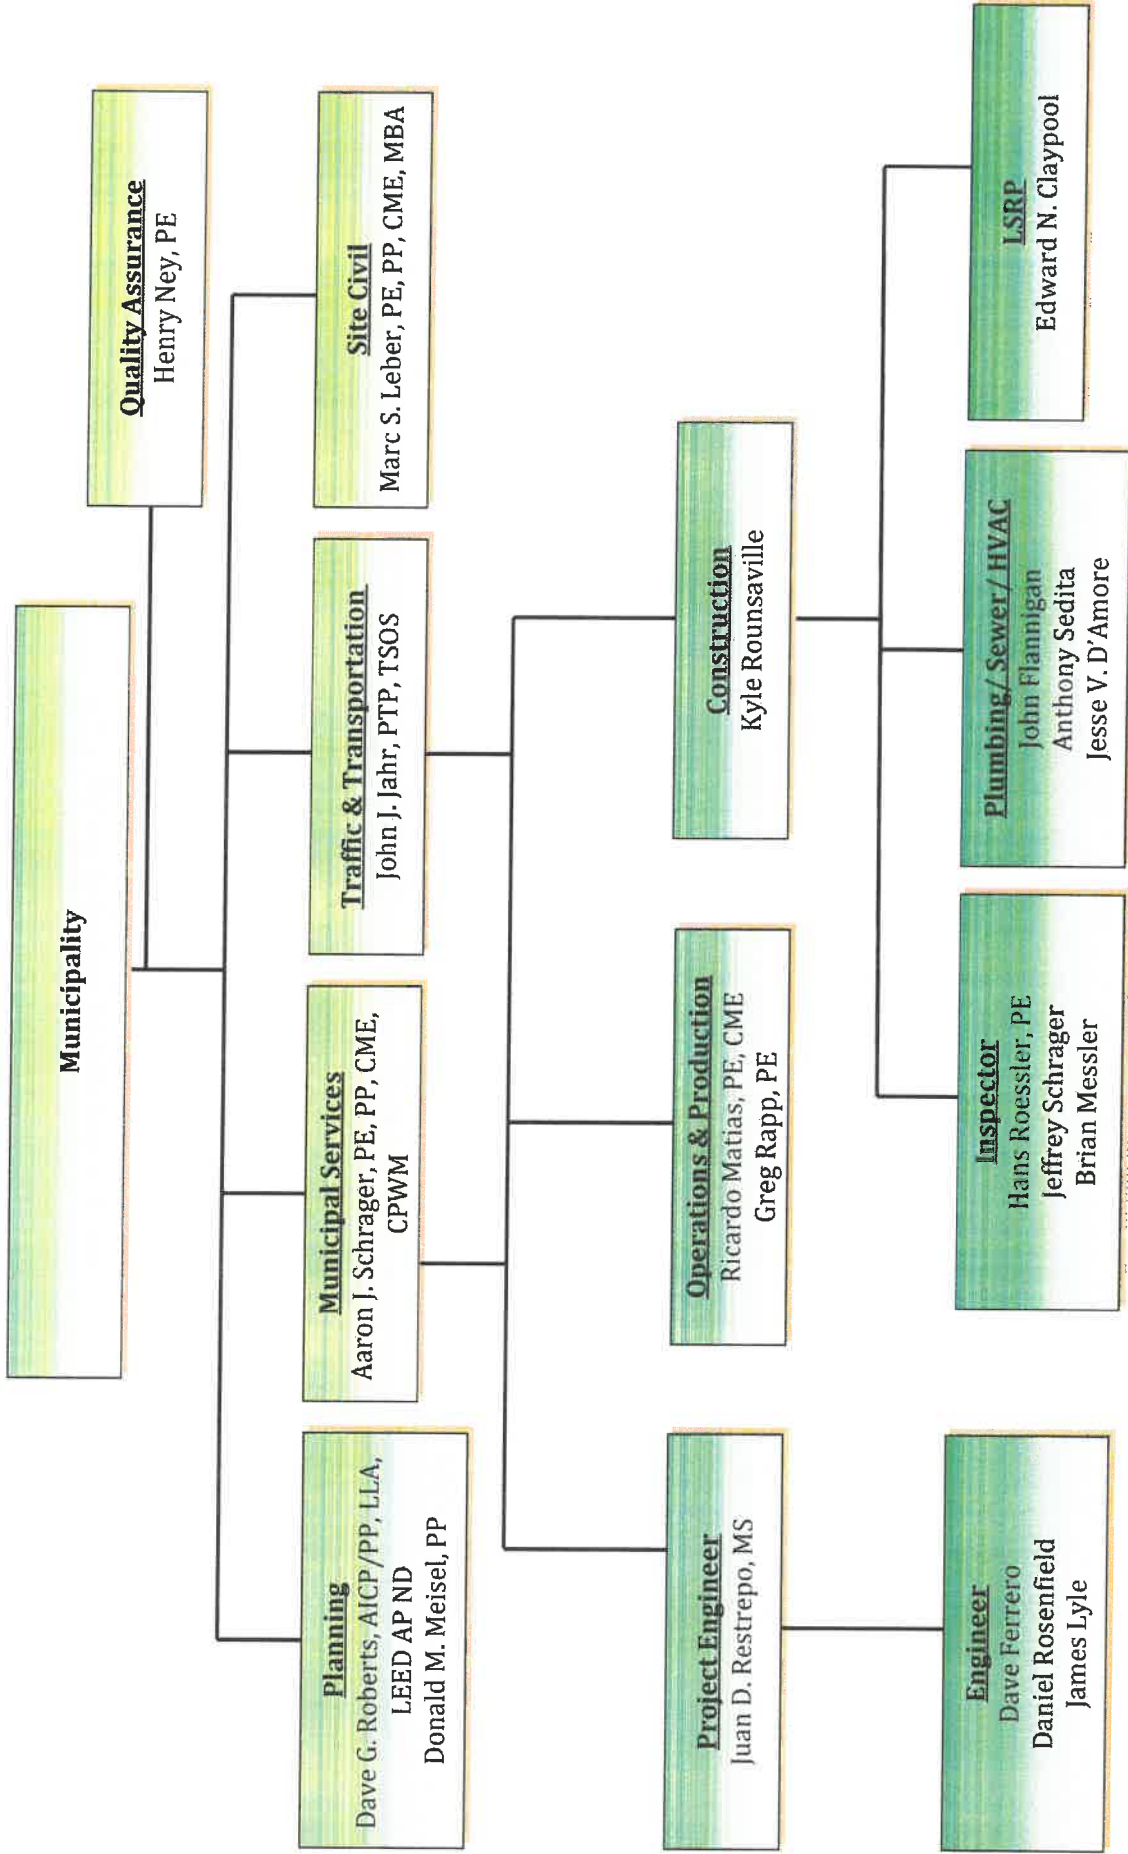 Municipality
Quality Assurance
Henry Ney, PE
Planning
Dave G. Roberts, AICP/PP, LLA,
LEED AP ND
Donald M. Meisel, PP
Municipal Services
Aaron J. Schrager, PE, PP, CME,
CPWM
Traffic & Transportation
John J. Jahr, PTP, TSOS
Site Civil
Marc S. Leber, PE, PP, CME, MBA
Project Engineer
Juan D. Restrepo, MS
Operations & Production
Ricardo Matias, PE, CME
Greg Rapp, PE
Construction
Kyle Rounsaville
Engineer
Dave Ferrero
Daniel Rosenfield
James Lyle
Inspector
Hans Roessler, PE
Jeffrey Schrager
Brian Messler
Plumbing/ Sewer/ HVAC
John Flannigan
Anthony Sedita
Jesse V. D'Amore
LSRP
Edward N. Claypool